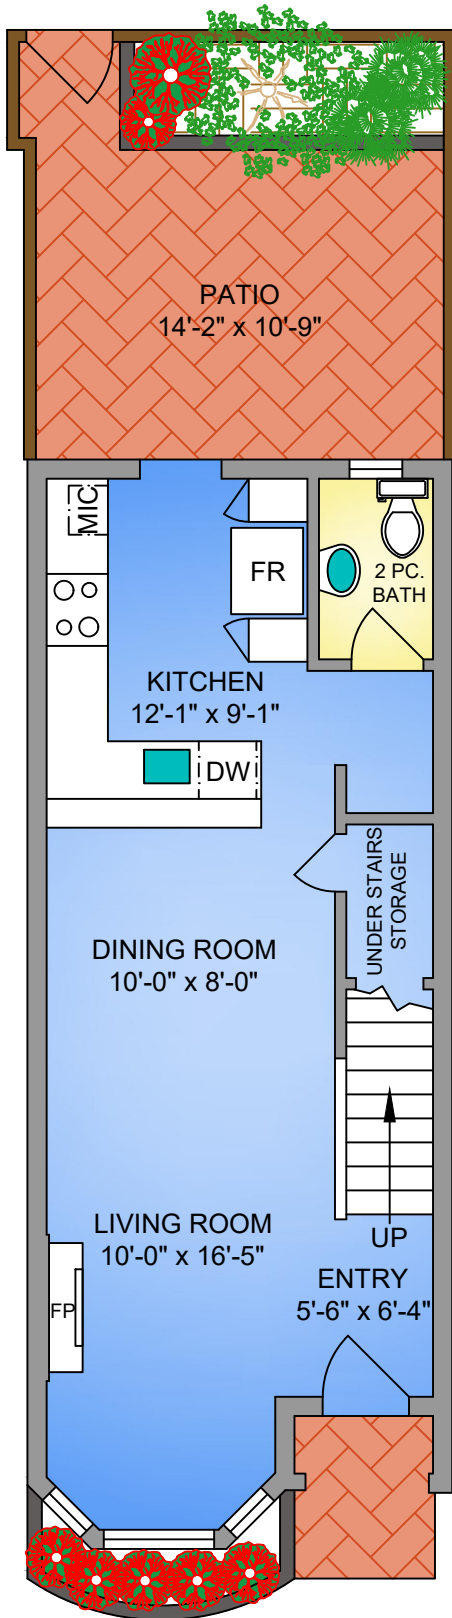 PATIO
14'-2" x 10'-9"
MIC
FR
2 PC.
BATH
KITCHEN
12'-1" x 9'-1"
DW
UNDER STAIRS
STORAGE
DINING ROOM
10'-0" x 8'-0"
LIVING ROOM
10'-0" x 16'-5"
UP
ENTRY
5'-6" x 6'-4"
FP